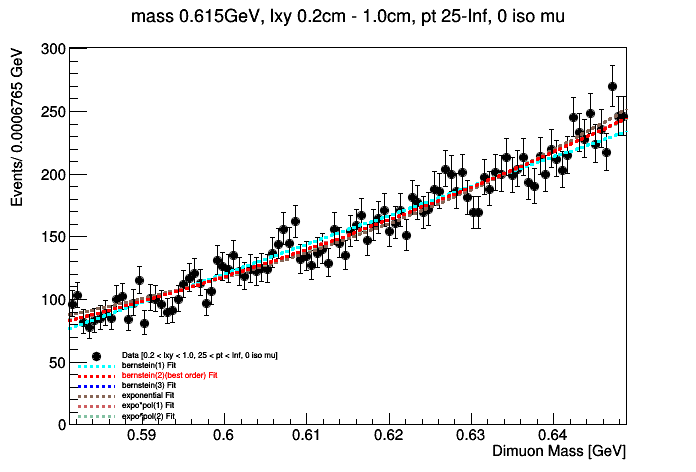 mass 0.615GeV, lxy 0.2cm - 1.0cm, pt 25-Inf, 0 iso mu
Events/ 0.0006765 GeV
300
250
200
150
100
50
0
Data [0.2 < lxy < 1.0, 25 < pt < Inf, 0 iso mu]
bernstein(1) Fit
bernstein(2)(best order) Fit
bernstein(3) Fit
exponential Fit
expo*pol(1) Fit
expo*pol(2) Fit
0.59 0.6 0.61 0.62 0.63 0.64
Dimuon Mass [GeV]